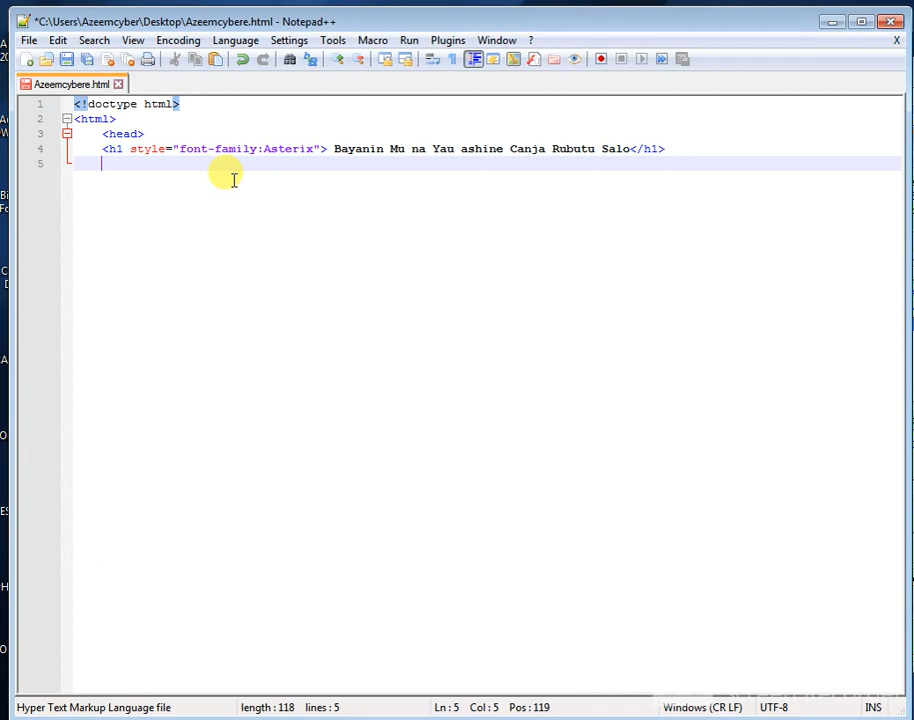 *C:\Users\Azeemcyber\Desktop\Azeemcybere.html - Notepad++
File Edit Search View Encoding Language Settings Tools Macro Run Plugins Window ? X
Azeemcybere.html
1 <!doctype html>
2 <html>
3 <head>
4 <h1 style="font-family:Asterix"> Bayanin Mu na Yau ashine Canja Rubutu Salo</h1>
5
Hyper Text Markup Language file length : 118 lines : 5 Ln : 5 Col : 5 Pos : 119 Windows (CR LF) UTF-8 INS